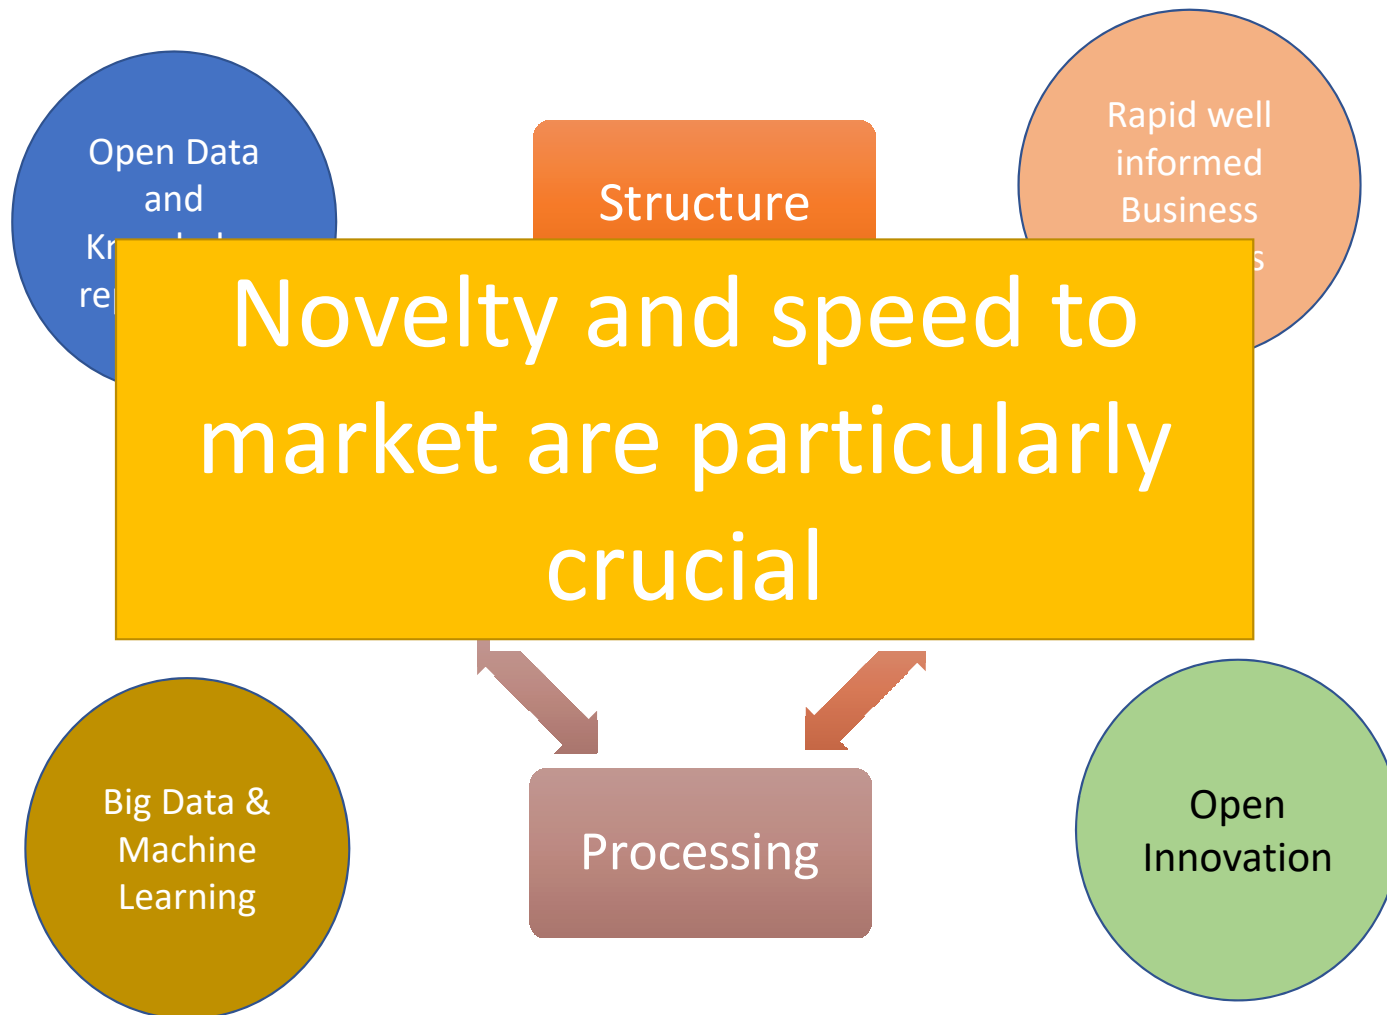 Open Data
and
Rapid well
informed
Business
Structure
Novelty and speed to
market are particularly
crucial
Big Data &
Machine
Learning
Processing
Open
Innovation